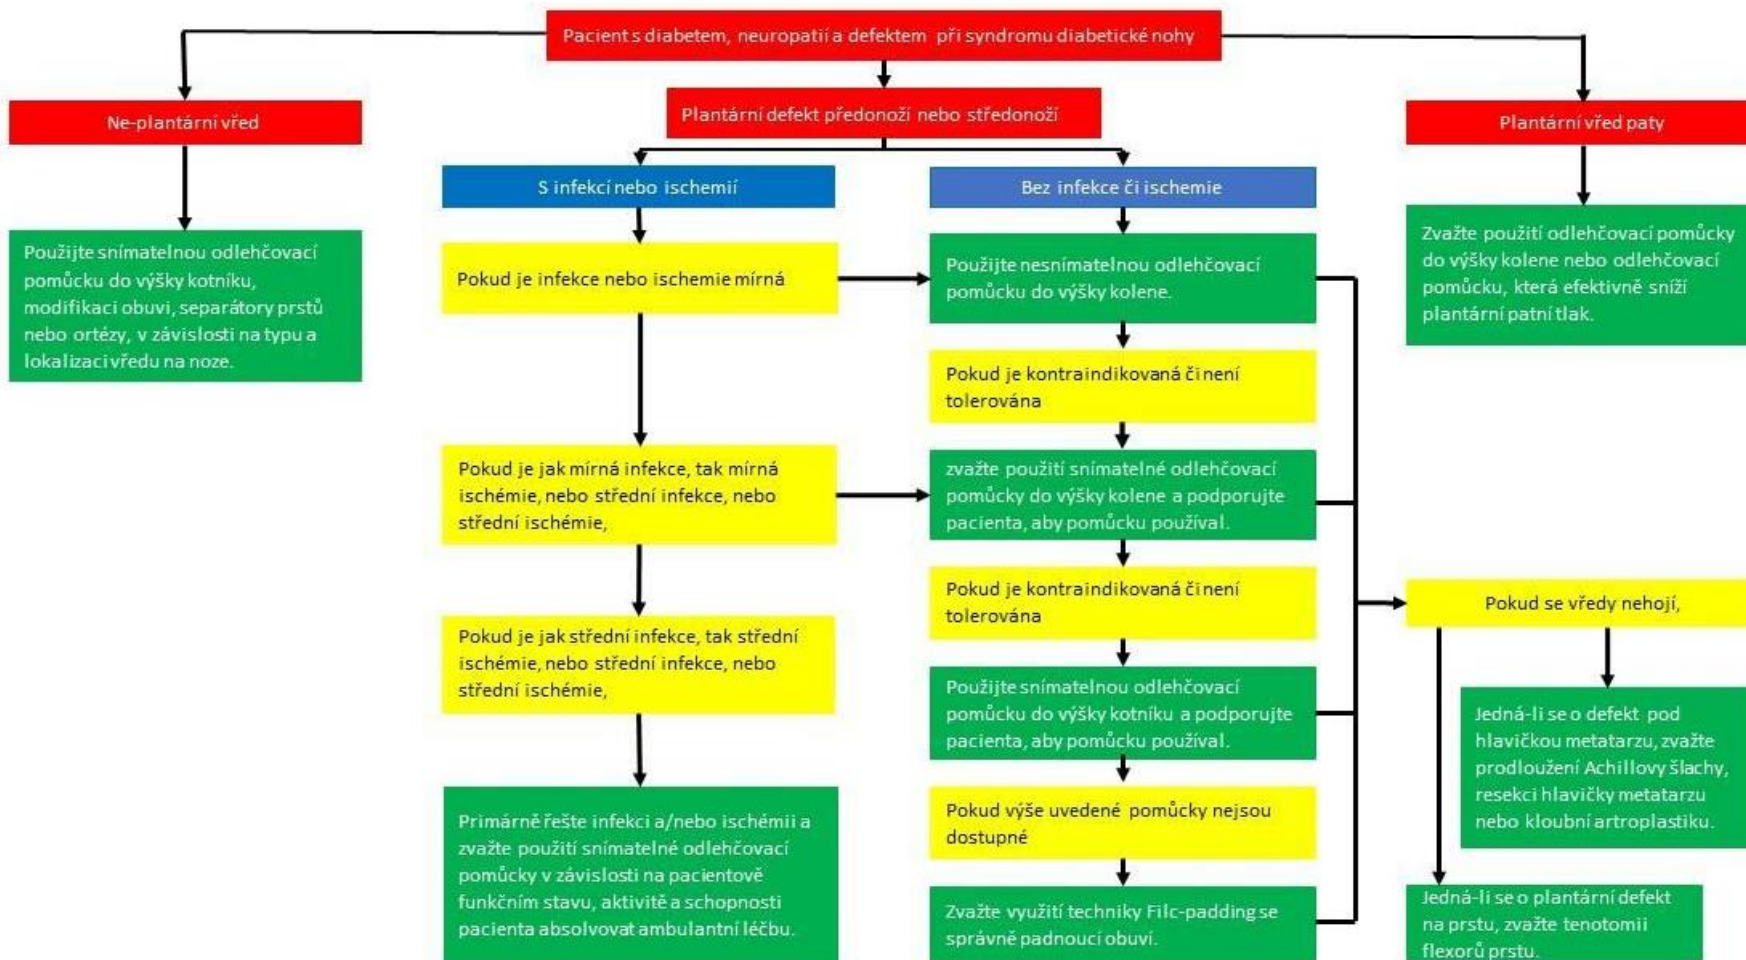 Pacient s diabetem, neuropatií a defektem při syndromu diabetické nohy
Ne-plantární vřed
Plantární defekt předonoží nebo středonoží
Plantární vřed paty
S infekcí nebo ischemií
Bez infekce či ischemie
Použijte snímatelnou odlehčovací
pomůcku do výšky kotníku,
modifikaci obuvi, separátory prstů
nebo ortézy, v závislosti na typu a
lokalizaci vředu na noze.
Pokud je infekce nebo ischemie mírná
Pokud je jak mírná infekce, tak mírná
ischémie, nebo střední infekce, nebo
střední ischémie,
Pokud je jak střední infekce, tak střední
ischémie, nebo střední infekce, nebo
střední ischémie,
Primárně řešte infekci a/nebo ischémii a
zvažte použití snímatelné odlehčovací
pomůcky v závislosti na pacientově
funkčním stavu, aktivitě a schopnosti
pacienta absolvovat ambulantní léčbu.
Použijte nesnímatelnou odlehčovací
pomůcku do výšky kolene.
Pokud je kontraindikovaná či není
tolerována
zvažte použití snímatelné odlehčovací
pomůcky do výšky kolene a podporujte
pacienta, aby pomůcku používal.
Pokud je kontraindikovaná či není
tolerována
Použijte snímatelnou odlehčovací
pomůcku do výšky kotníku a podporujte
pacienta, aby pomůcku používal.
Pokud výše uvedené pomůcky nejsou
dostupné
Zvažte využití techniky Filc-padding se
správně padnoucí obuví.
Zvažte použití odlehčovací pomůcky
do výšky kolene nebo odlehčovací
pomůcku, která efektivně sníží
plantární patní tlak.
Pokud se vředy nehojí,
Jedná-li se o defekt pod
hlavičkou metatarzu, zvažte
prodloužení Achillovy šlachy,
resekci hlavičky metatarzu
nebo kloubní artroplastiku.
Jedná-li se o plantární defekt
na prstu, zvažte tenotomii
flexorů prstu.